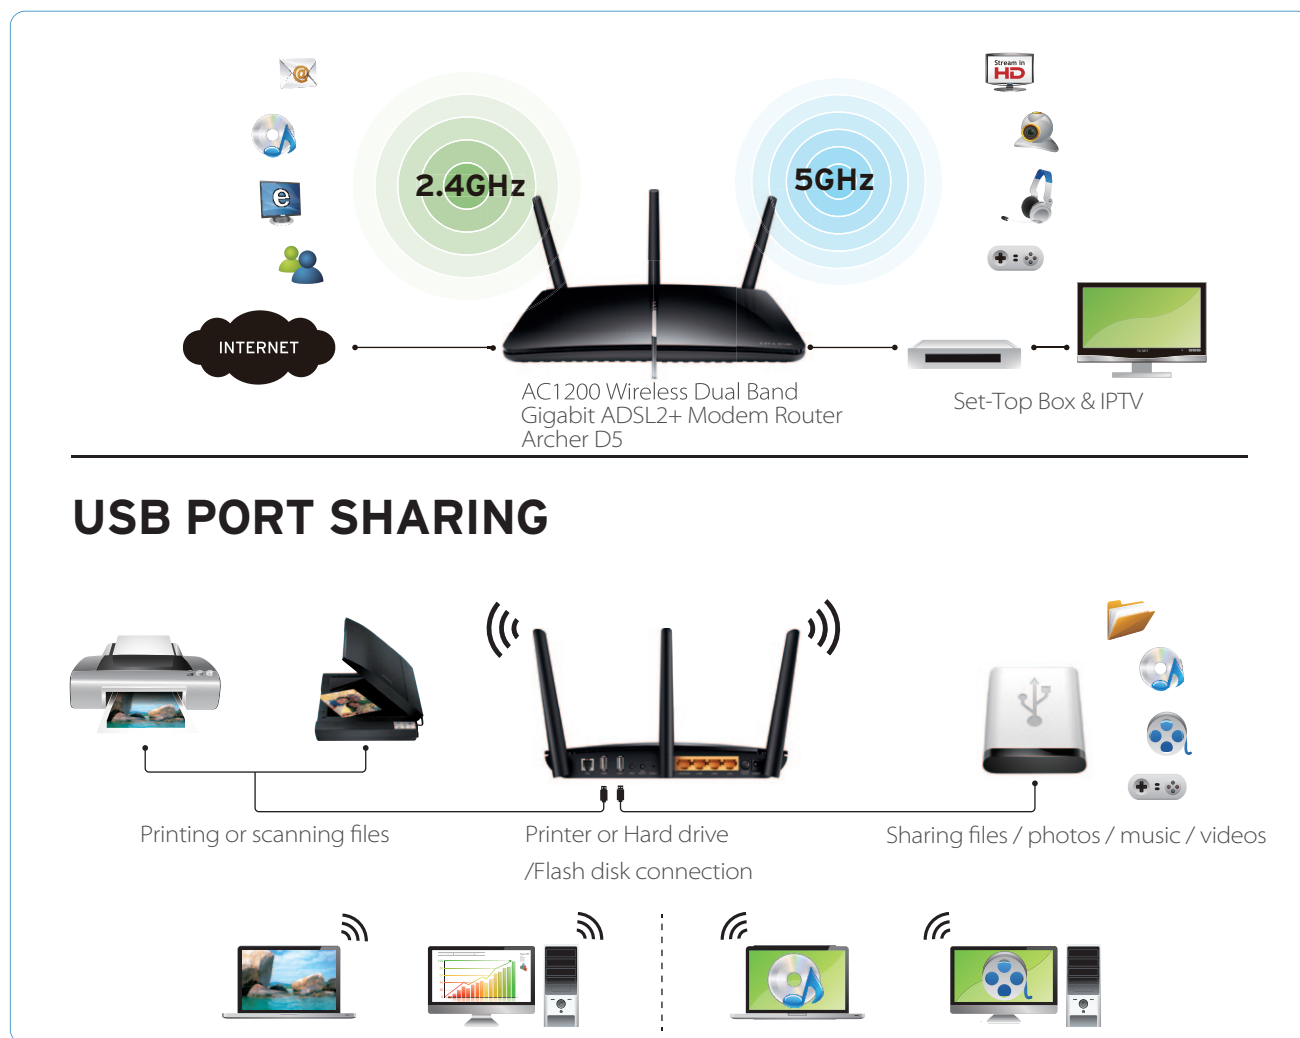 Stream in
HD
2.4GHz
5GHz
INTERNET
AC1200 Wireless Dual Band
Gigabit ADSL2+ Modem Router
Archer D5
Set-Top Box & IPTV
USB PORT SHARING
Printing or scanning files
Printer or Hard drive
/Flash disk connection
Sharing files / photos / music / videos